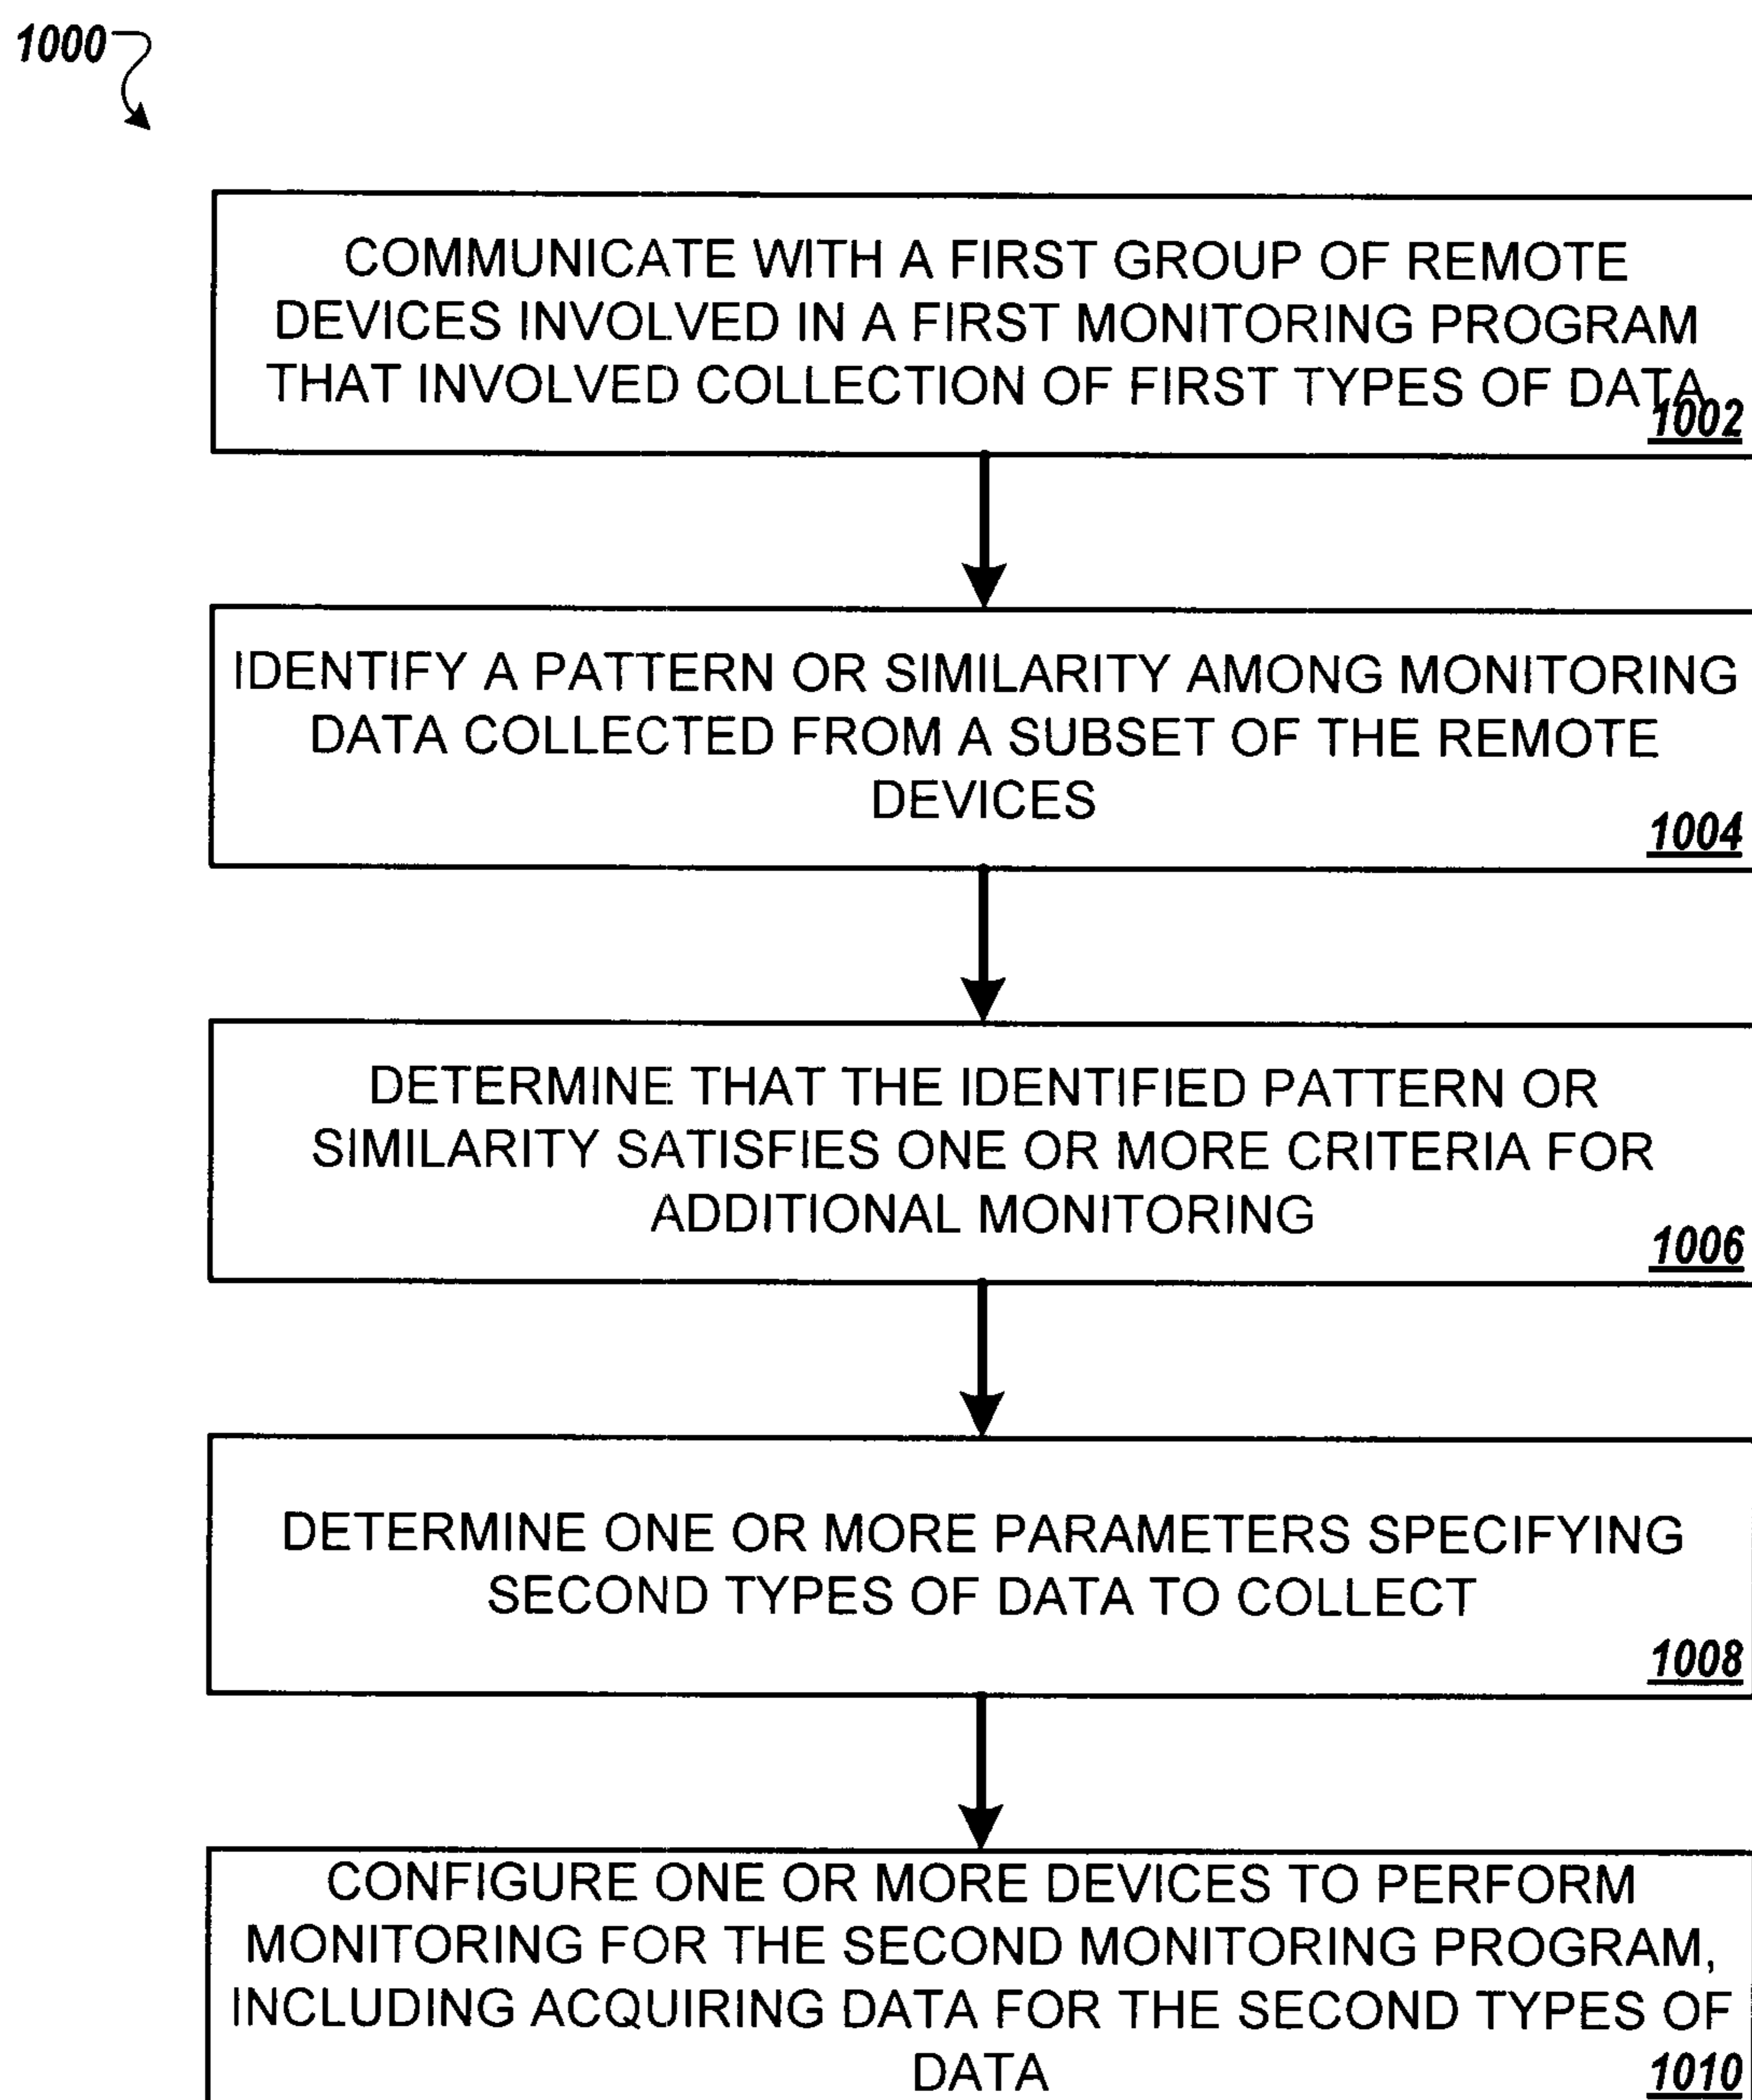 1000
COMMUNICATE WITH A FIRST GROUP OF REMOTE
DEVICES INVOLVED IN A FIRST MONITORING PROGRAM
THAT INVOLVED COLLECTION OF FIRST TYPES OF DATA
1002
IDENTIFY A PATTERN OR SIMILARITY AMONG MONITORING
DATA COLLECTED FROM A SUBSET OF THE REMOTE
DEVICES
1004
DETERMINE THAT THE IDENTIFIED PATTERN OR
SIMILARITY SATISFIES ONE OR MORE CRITERIA FOR
ADDITIONAL MONITORING
1006
DETERMINE ONE OR MORE PARAMETERS SPECIFYING
SECOND TYPES OF DATA TO COLLECT
1008
CONFIGURE ONE OR MORE DEVICES TO PERFORM
MONITORING FOR THE SECOND MONITORING PROGRAM,
INCLUDING ACQUIRING DATA FOR THE SECOND TYPES OF
DATA
1010